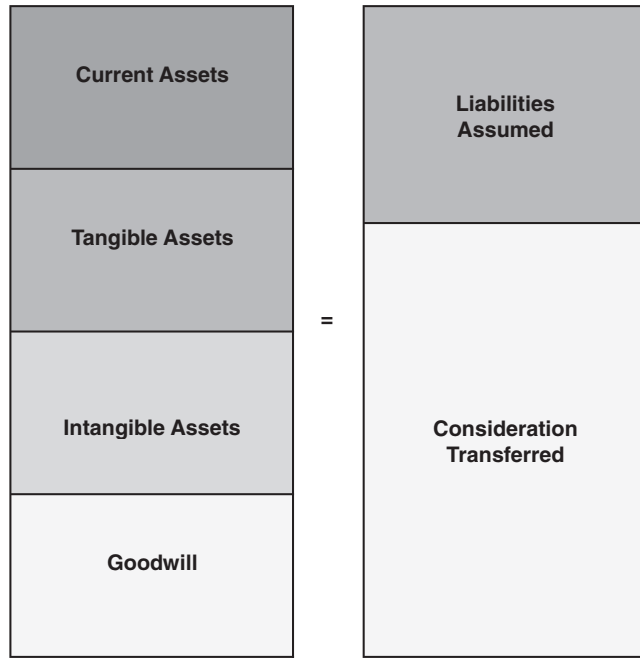 Current Assets
Tangible Assets
Intangible Assets
Goodwill
=
Liabilities
Assumed
Consideration
Transferred